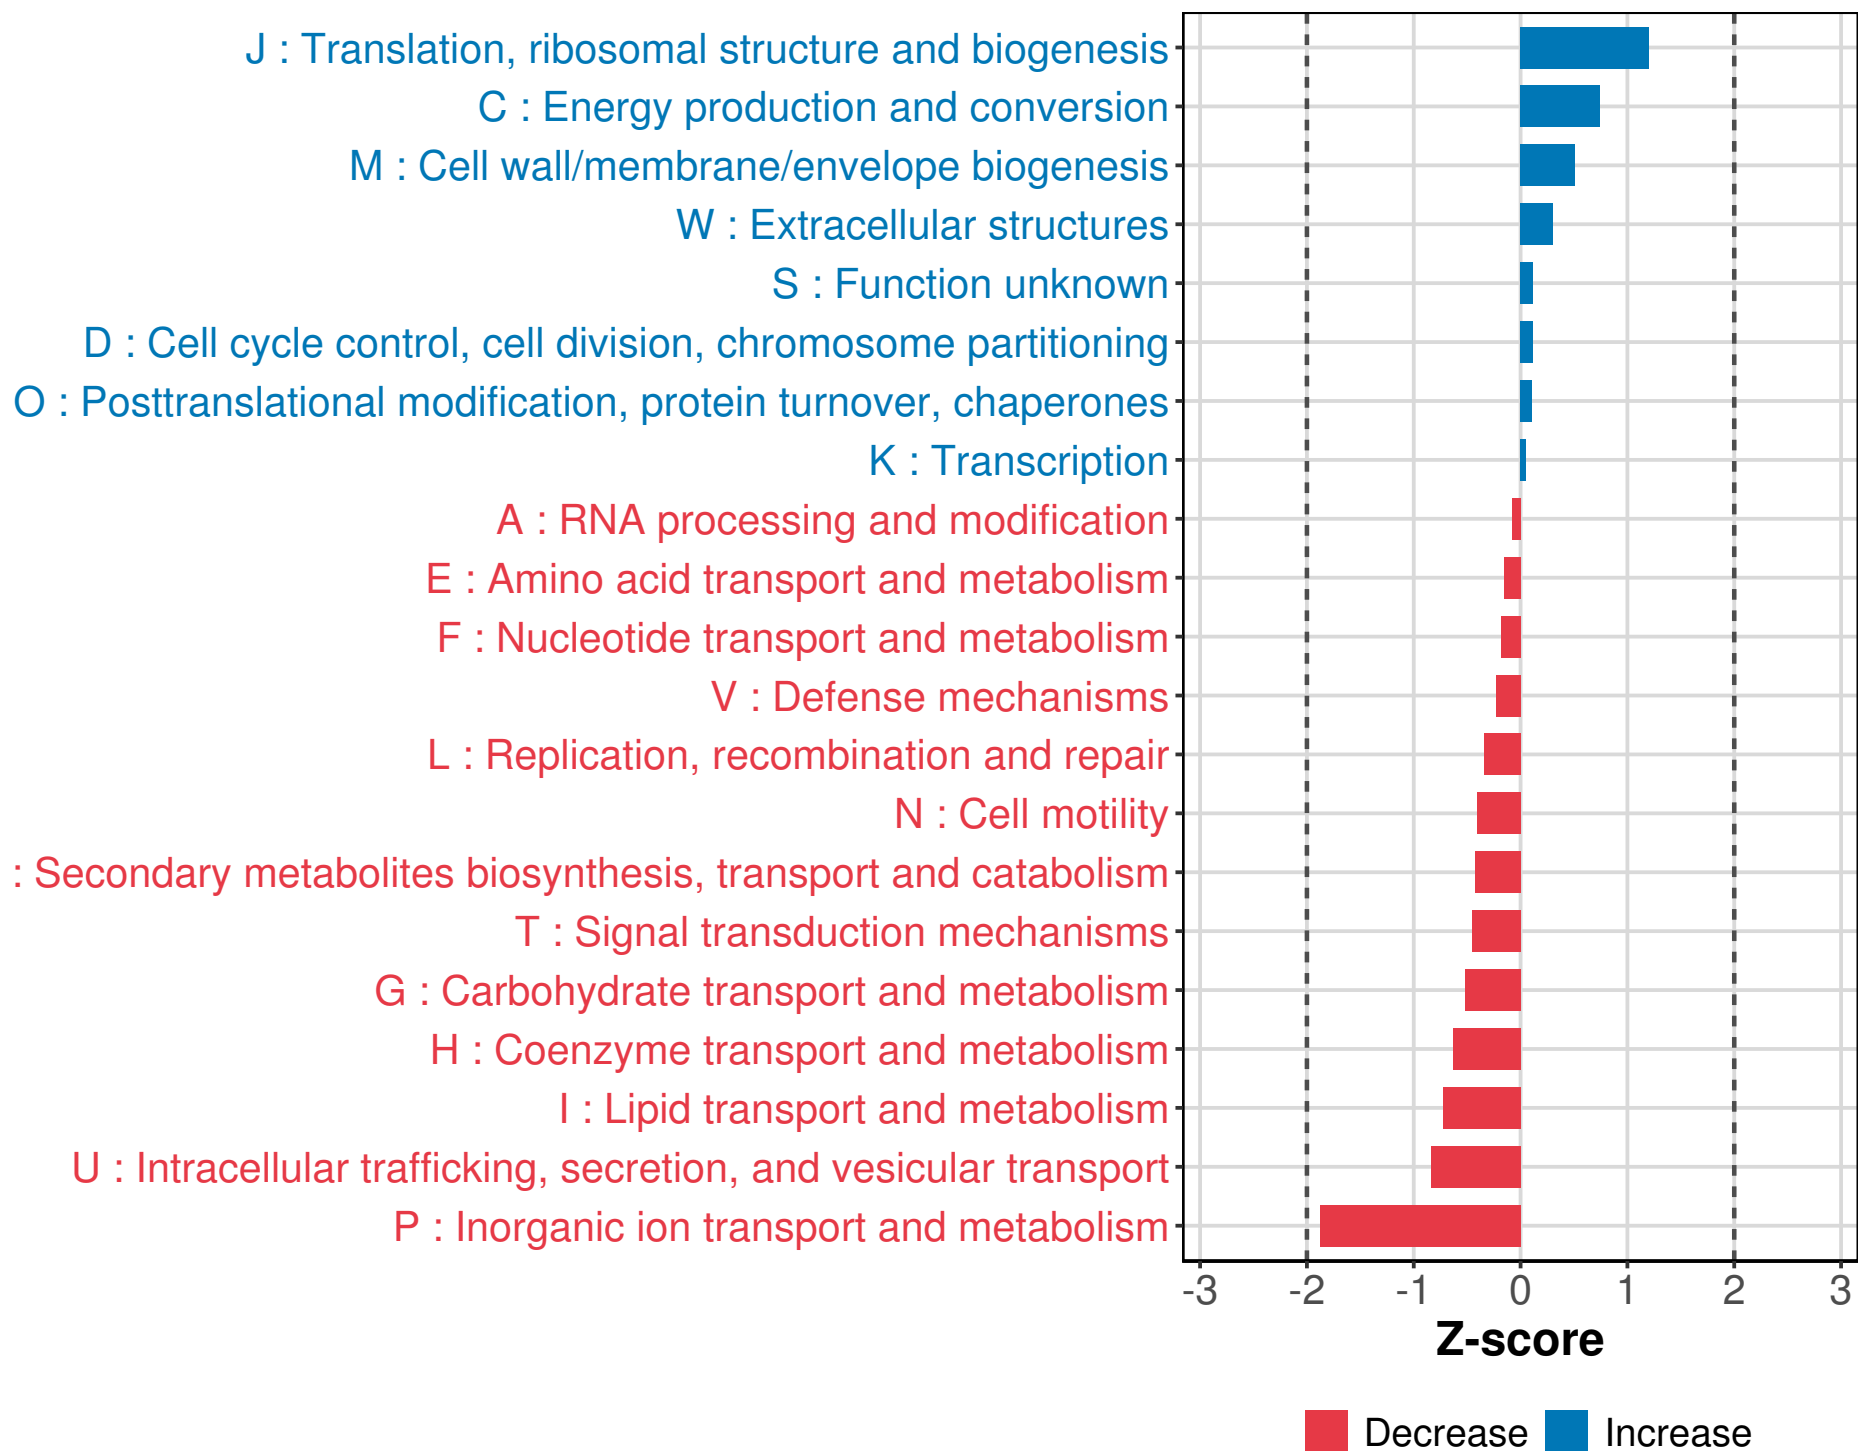 J : Translation, ribosomal structure and biogenesis
C : Energy production and conversion
M : Cell wall/membrane/envelope biogenesis
W : Extracellular structures
S : Function unknown
D : Cell cycle control, cell division, chromosome partitioning
O : Posttranslational modification, protein turnover, chaperones
K : Transcription
A : RNA processing and modification
E : Amino acid transport and metabolism
F : Nucleotide transport and metabolism
V : Defense mechanisms
L : Replication, recombination and repair
N : Cell motility
: Secondary metabolites biosynthesis, transport and catabolism
T : Signal transduction mechanisms
G : Carbohydrate transport and metabolism
H : Coenzyme transport and metabolism
I : Lipid transport and metabolism
U : Intracellular trafficking, secretion, and vesicular transport
P : Inorganic ion transport and metabolism
-3 -2 -1 0 1 2 3
Z-score
Decrease Increase